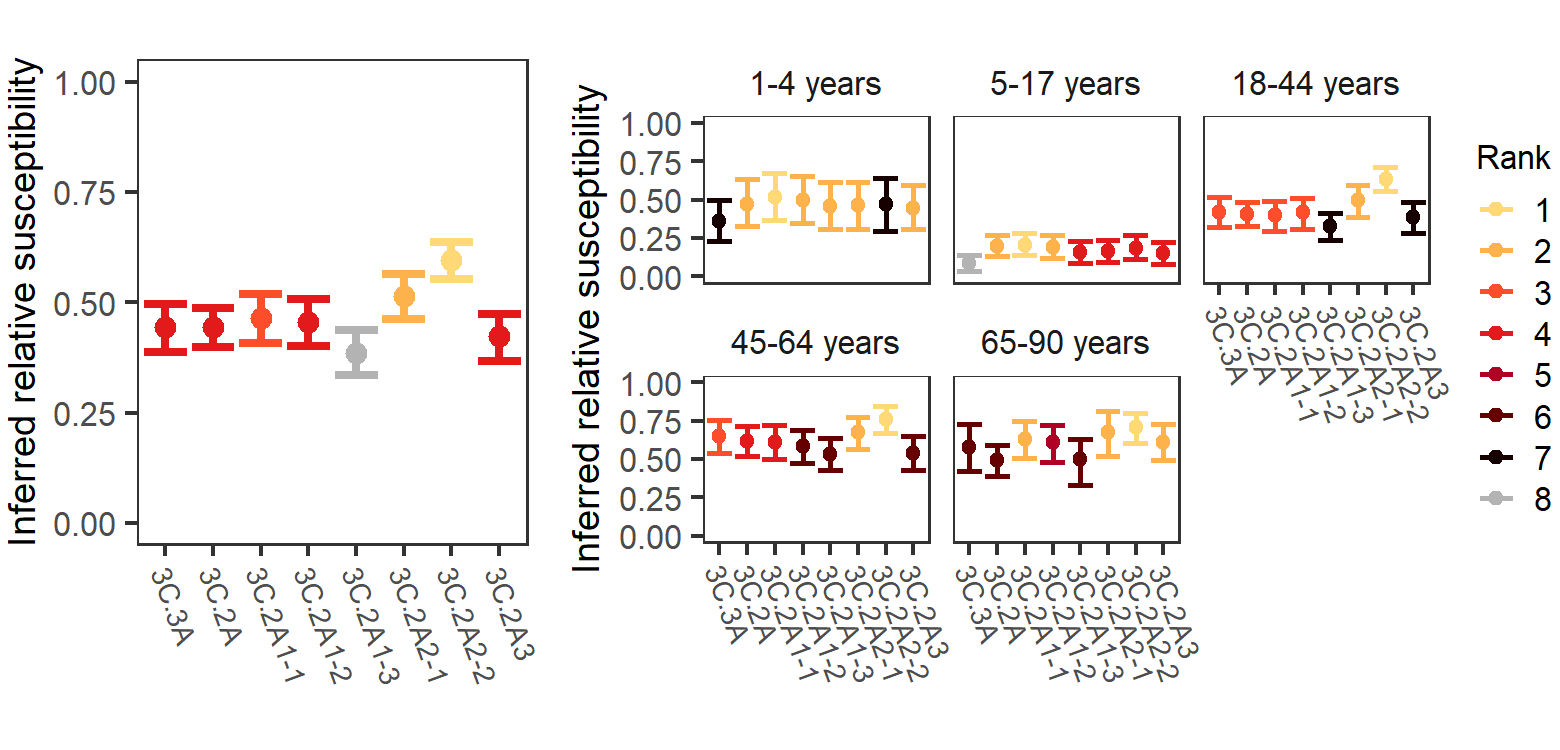 Inferred relative susceptibility
1.00
0.75
0.50
0.25
0.00
3C.3A
3C.2A
3C.2A1-1
3C.2A1-2
3C.2A1-3
3C.2A2-1
3C.2A2-2
3C.2A3
Inferred relative susceptibility
1-4 years
5-17 years
18-44 years
1.00
0.75
0.50
0.25
0.00
3C.3A
3C.2A
3C.2A1-1
3C.2A1-2
3C.2A1-3
3C.2A2-1
3C.2A2-2
3C.2A3
45-64 years
65-90 years
1.00
0.75
0.50
0.25
0.00
3C.3A
3C.2A
3C.2A1-1
3C.2A1-2
3C.2A1-3
3C.2A2-1
3C.2A2-2
3C.2A3
3C.3A
3C.2A
3C.2A1-1
3C.2A1-2
3C.2A1-3
3C.2A2-1
3C.2A2-2
3C.2A3
Rank
1
2
3
4
5
6
7
8